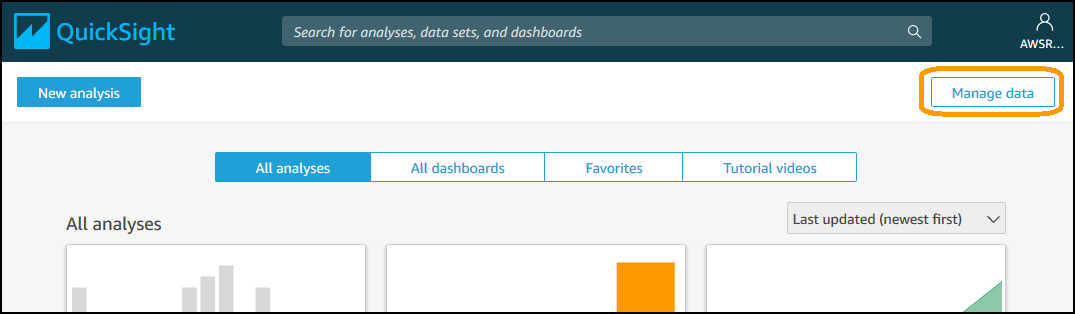 QuickSight
Search for analyses, data sets, and dashboards
AWSR...
New analysis
Manage data
All analyses
All dashboards
Favorites
Tutorial videos
All analyses
Last updated (newest first)